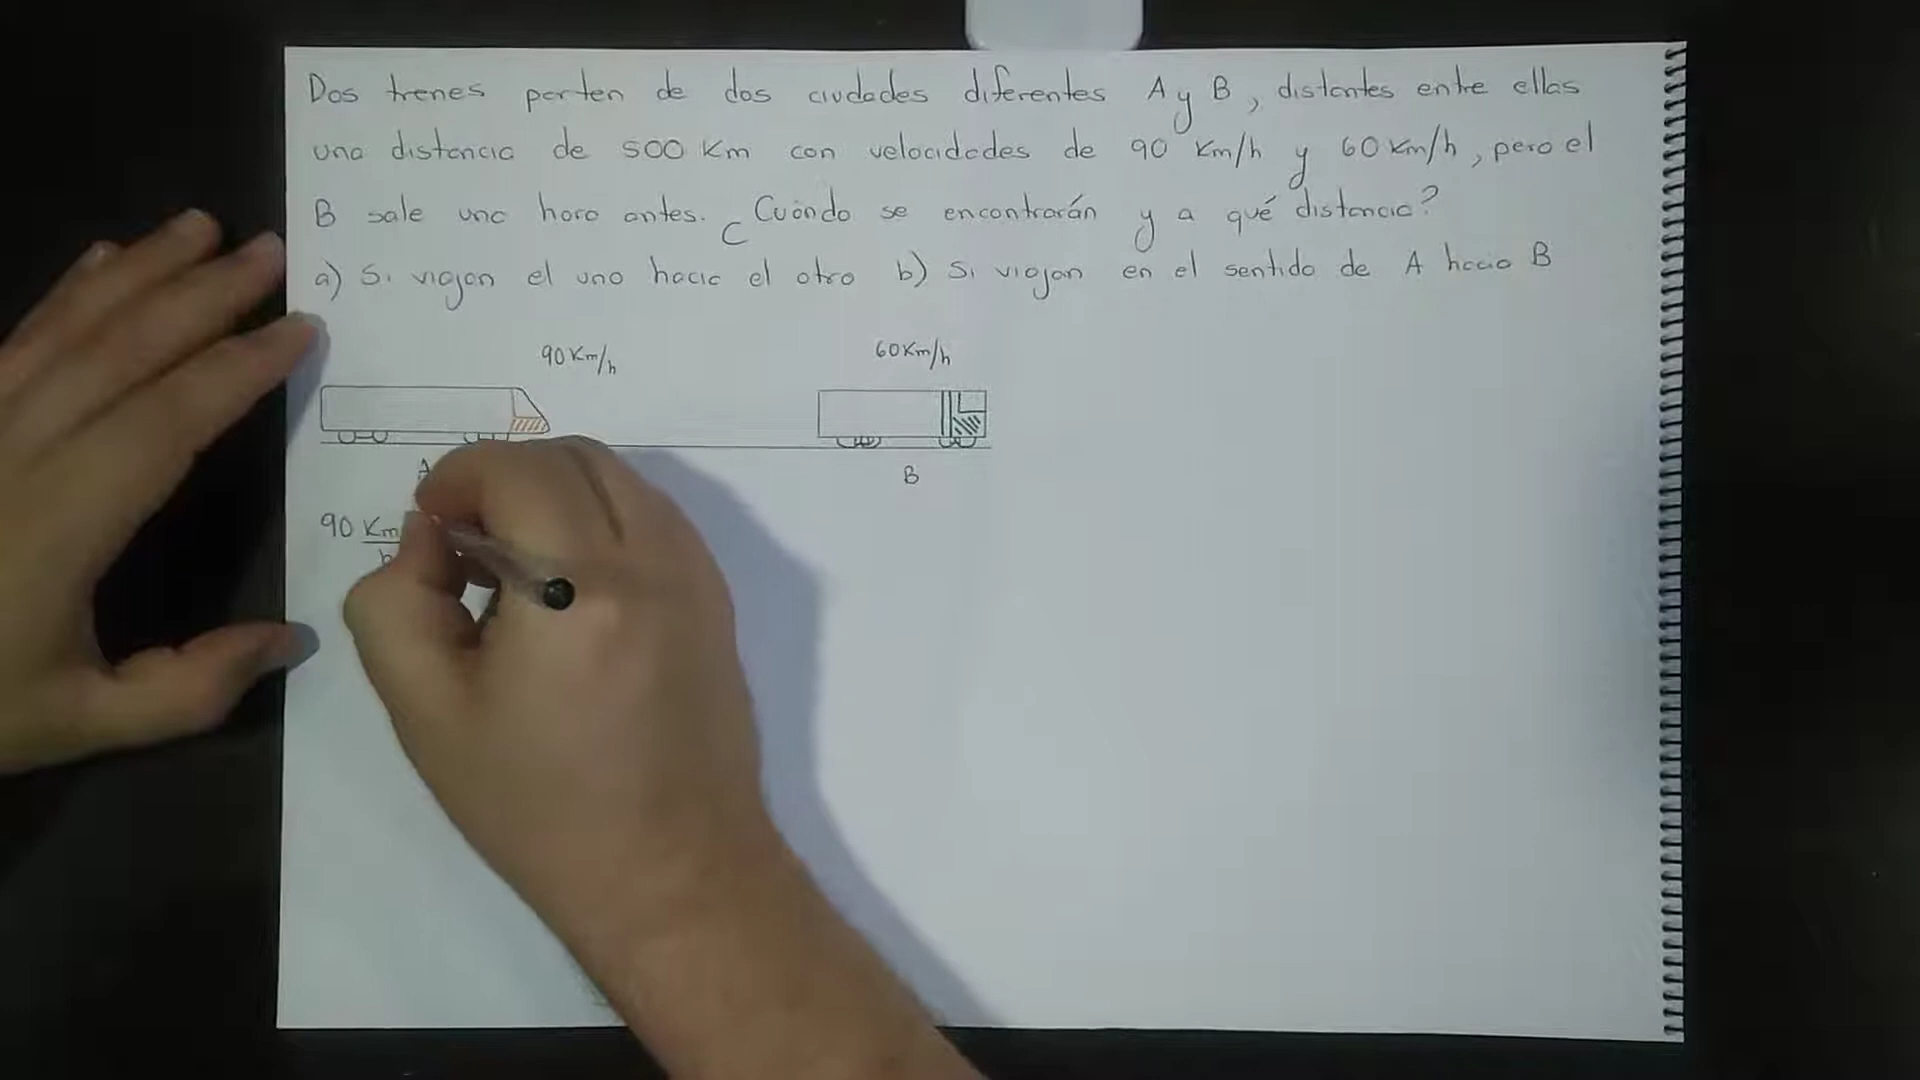 Dos trenes parten de dos ciudades diferentes A y B, distantes entre ellas
una distancia de 500 Km con velocidades de 90 Km/h y 60 Km/h, pero el
B sale una hora antes. ¿Cuándo se encontrarán y a qué distancia?
a) Si viajan el uno hacia el otro b) Si viajan en el sentido de A hacia B
90 Km/h 60 Km/h
A B
90 Km
h